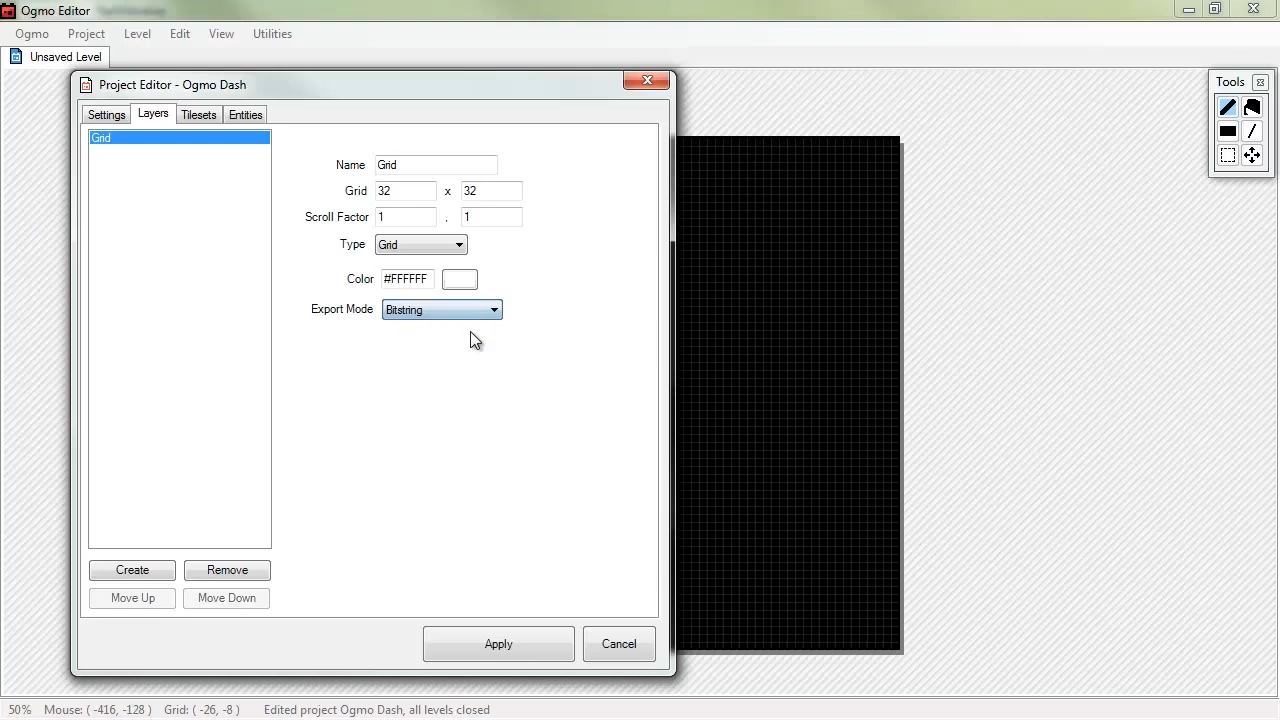 Ogmo Editor
Ogmo Project Level Edit View Utilities
Unsaved Level
Project Editor - Ogmo Dash
Tools
Settings Layers Tilesets Entities
Grid
Name Grid
Grid 32 x 32
Scroll Factor 1 . 1
Type Grid
Color #FFFFFF
Export Mode Bitstring
Create Remove
Move Up Move Down
Apply Cancel
50% Mouse: ( -416, -128 ) Grid: ( -26, -8 ) Edited project Ogmo Dash, all levels closed